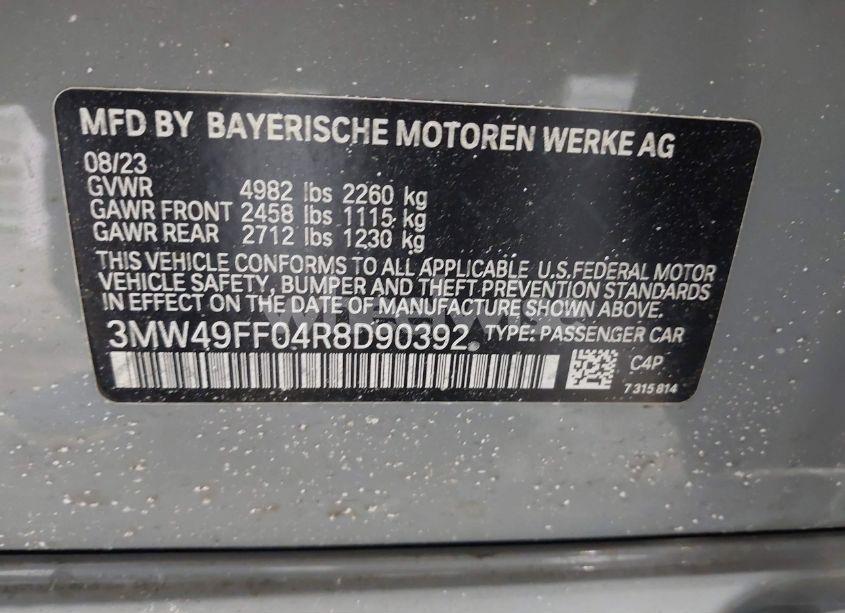 MFD BY BAYERISCHE MOTOREN WERKE AG
08/23
GVWR 4982 lbs 2260 kg
GAWR FRONT 2458 lbs 1115 kg
GAWR REAR 2712 lbs 1230 kg
THIS VEHICLE CONFORMS TO ALL APPLICABLE U.S.FEDERAL MOTOR
VEHICLE SAFETY, BUMPER AND THEFT PREVENTION STANDARDS
IN EFFECT ON THE DATE OF MANUFACTURE SHOWN ABOVE.
3MW49FF04R8D90392 TYPE: PASSENGER CAR
C4P
7 315 814